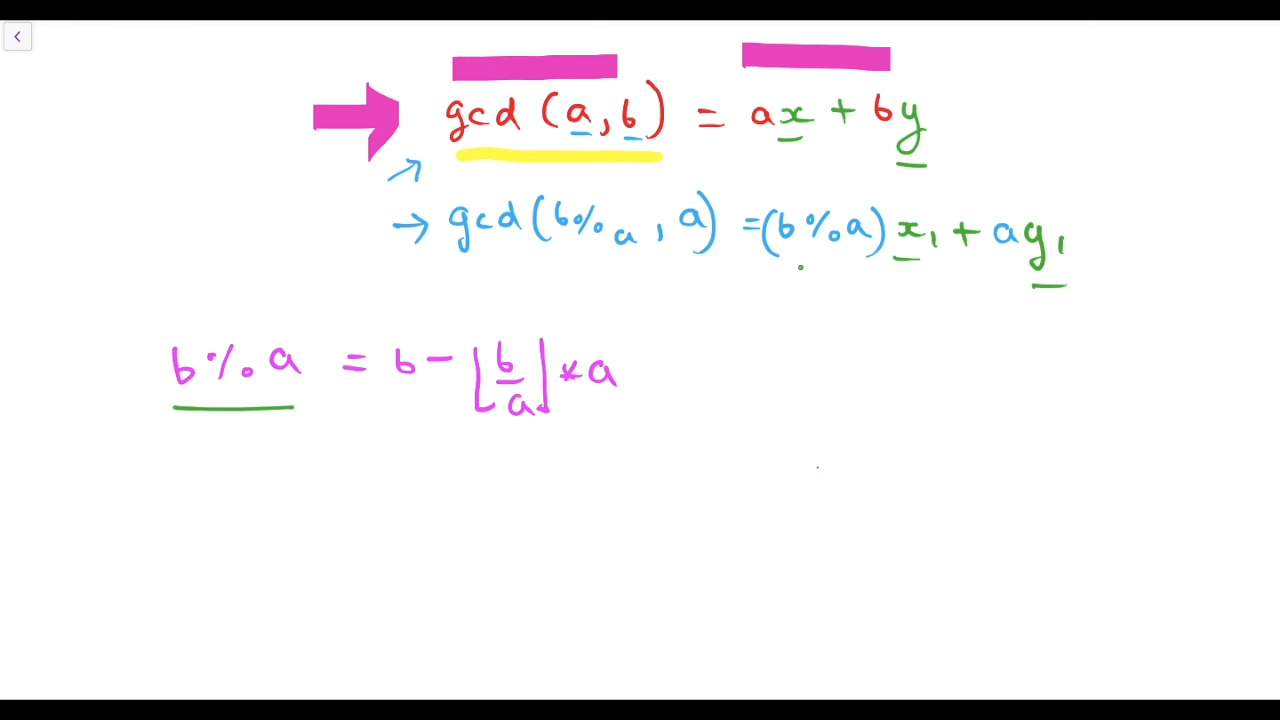 gcd (a, b) = ax + by
→ gcd(b%a, a) = (b%a) x₁ + ay₁
b%a = b - ⌊b/a⌋ * a